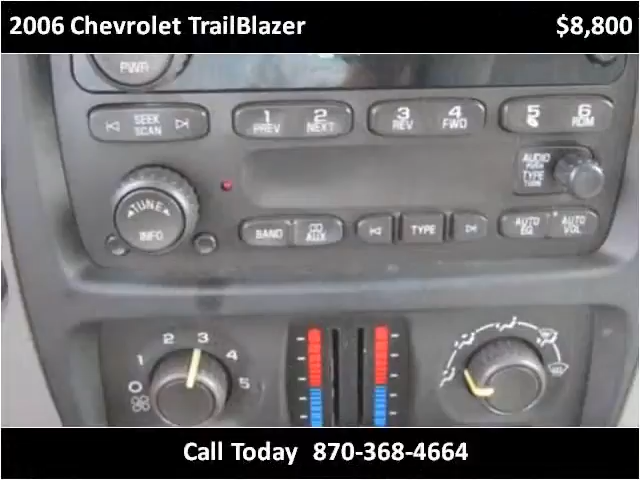 2006 Chevrolet TrailBlazer $8,800
PWR
SEEK SCAN
1 PREV 2 NEXT
3 REV 4 FWD
5 6 RDM
AUDIO PUSH TYPE TURN
TUNE INFO
BAND CD AUX TYPE AUTO EQ AUTO VOL
0 1 2 3 4 5
Call Today 870-368-4664